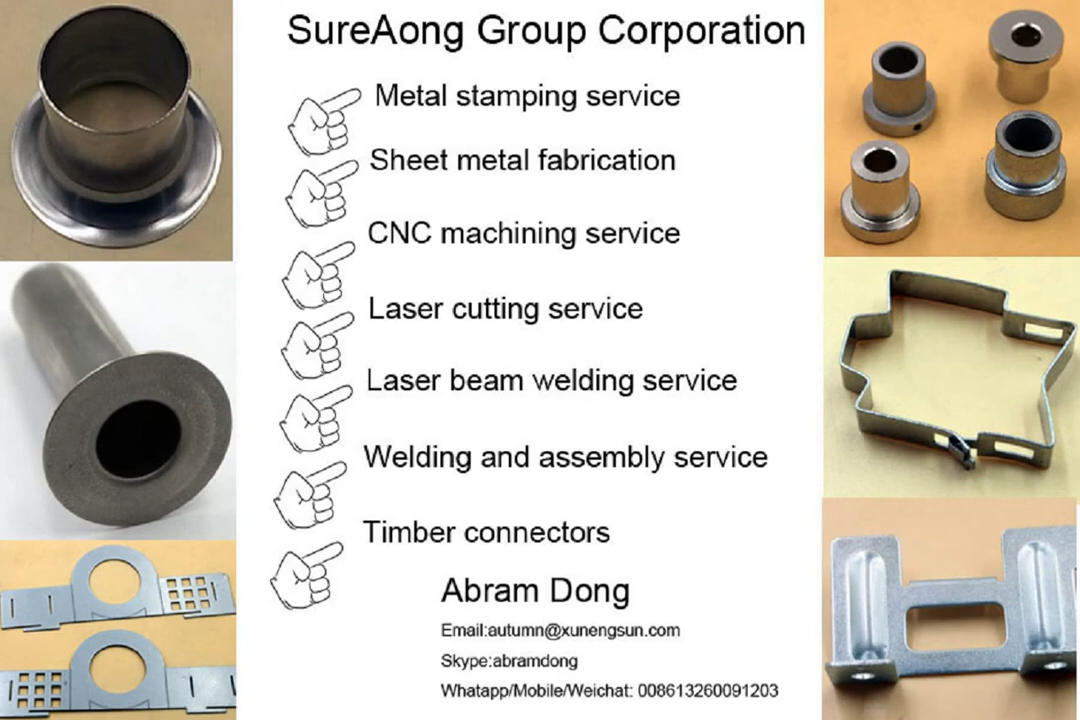 SureAong Group Corporation
Metal stamping service
Sheet metal fabrication
CNC machining service
Laser cutting service
Laser beam welding service
Welding and assembly service
Timber connectors
Abram Dong
Email:autumn@xunengsun.com
Skype:abramdong
Whatapp/Mobile/Weichat: 008613260091203